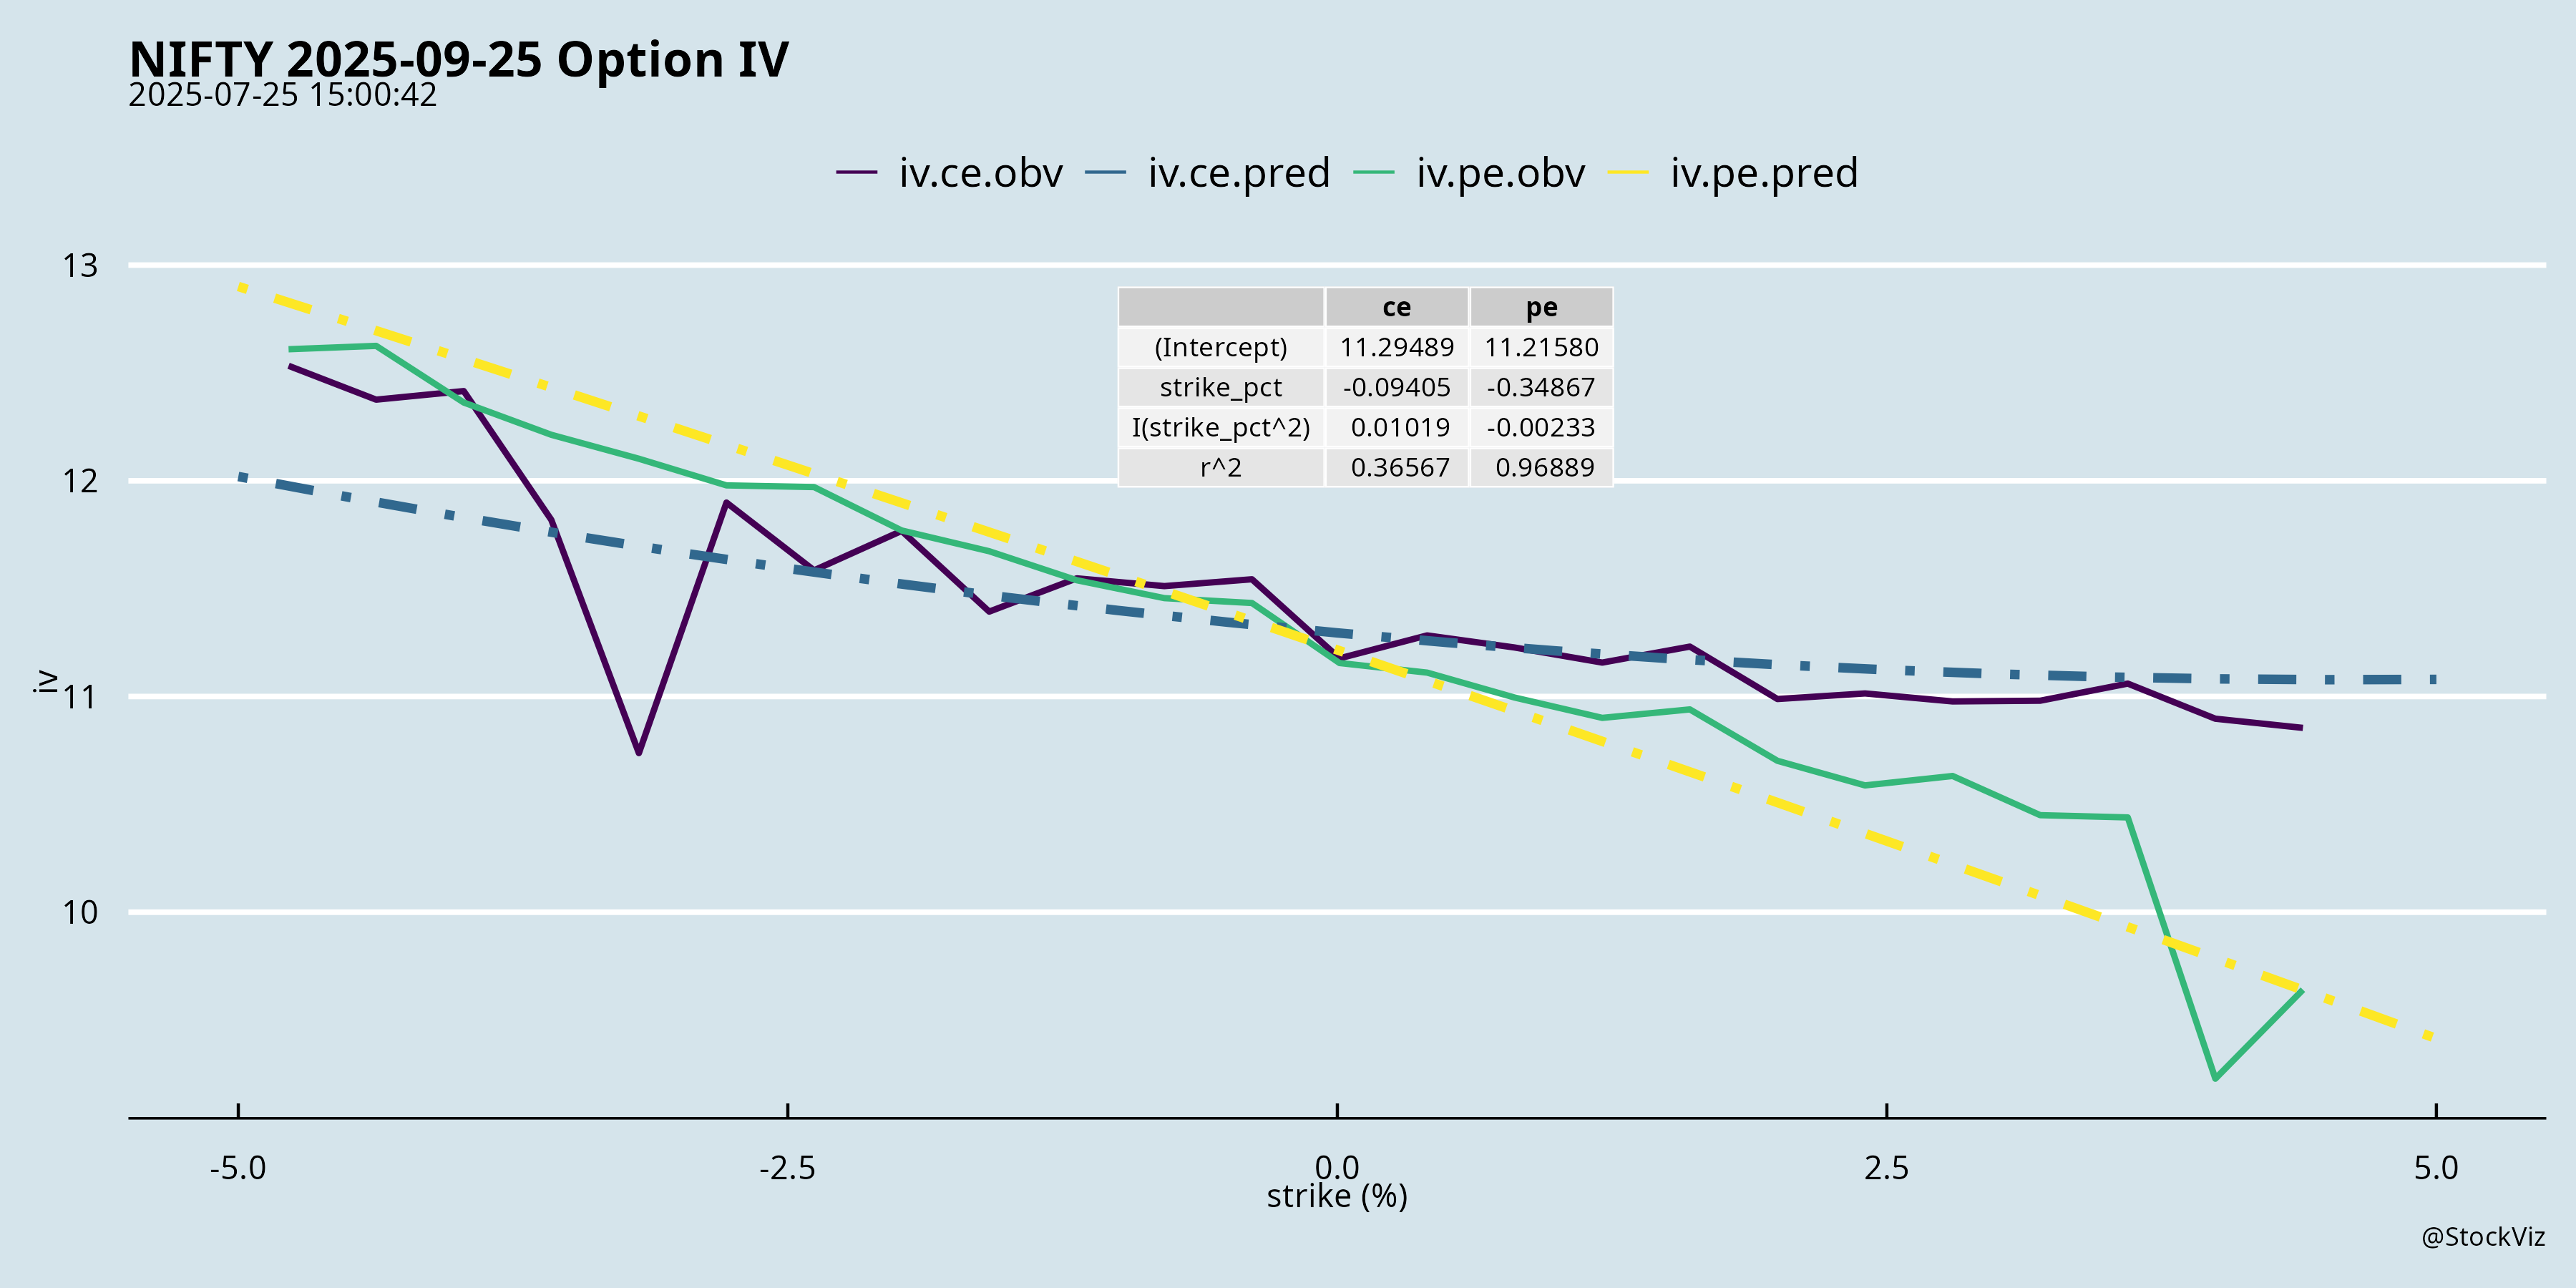 NIFTY 2025-09-25 Option IV
2025-07-25 15:00:42
iv.ce.obv iv.ce.pred iv.pe.obv iv.pe.pred
13
12
11
10
iv
ce pe
(Intercept) 11.29489 11.21580
strike_pct -0.09405 -0.34867
I(strike_pct^2) 0.01019 -0.00233
r^2 0.36567 0.96889
-5.0 -2.5 0.0 2.5 5.0
strike (%)
@StockViz